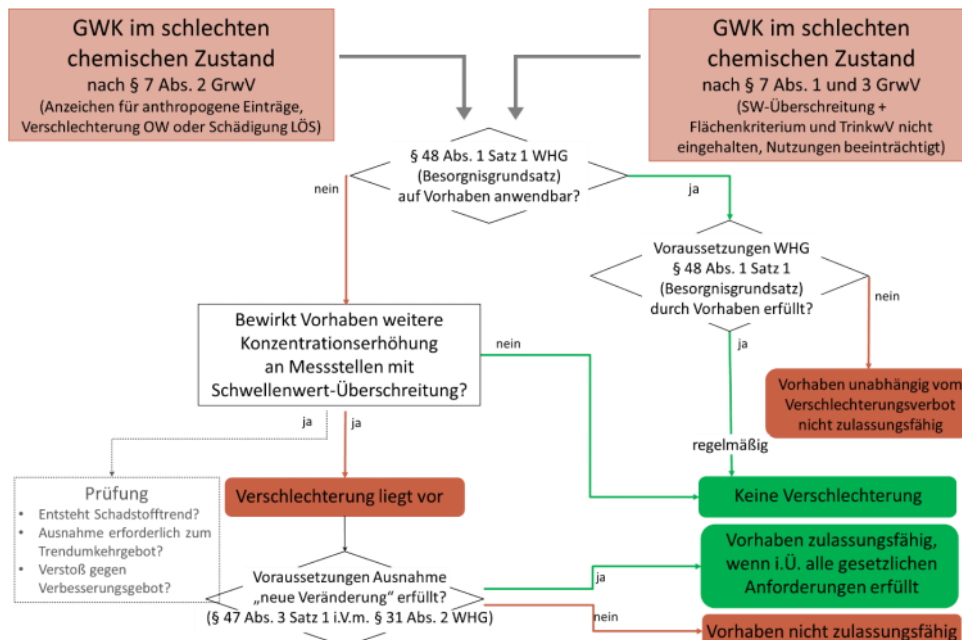 GWK im schlechten
chemischen Zustand
nach § 7 Abs. 2 GrwV
(Anzeichen für anthropogene Einträge,
Verschlechterung OW oder Schädigung LÖS)
GWK im schlechten
chemischen Zustand
nach § 7 Abs. 1 und 3 GrwV
(SW-Überschreitung +
Flächenkriterium und TrinkwV nicht
eingehalten, Nutzungen beeinträchtigt)
§ 48 Abs. 1 Satz 1 WHG
(Besorgnisgrundsatz)
auf Vorhaben anwendbar?
nein
ja
Voraussetzungen WHG
§ 48 Abs. 1 Satz 1
(Besorgnisgrundsatz)
durch Vorhaben erfüllt?
nein
ja
Bewirkt Vorhaben weitere
Konzentrationserhöhung
an Messstellen mit
Schwellenwert-Überschreitung?
nein
Vorhaben unabhängig vom
Verschlechterungsverbot
nicht zulassungsfähig
ja
ja
regelmäßig
Prüfung
• Entsteht Schadstofftrend?
• Ausnahme erforderlich zum
Trendumkehrgebot?
• Verstoß gegen
Verbesserungsgebot?
Verschlechterung liegt vor
Keine Verschlechterung
Voraussetzungen Ausnahme
„neue Veränderung“ erfüllt?
(§ 47 Abs. 3 Satz 1 i.V.m. § 31 Abs. 2 WHG)
ja
Vorhaben zulassungsfähig,
wenn i.Ü. alle gesetzlichen
Anforderungen erfüllt
nein
Vorhaben nicht zulassungsfähig